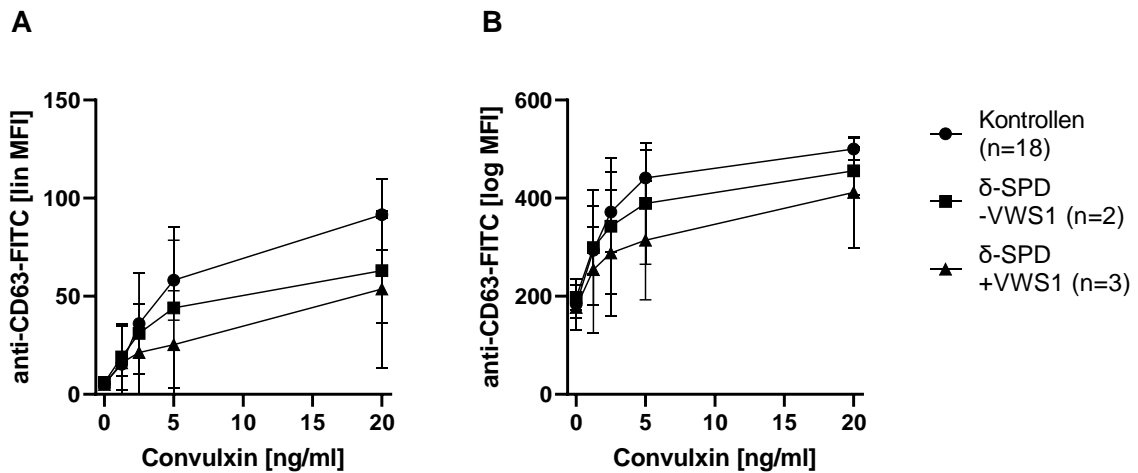 A
B
anti-CD63-FITC [lin MFI]
150
100
50
0
0
5
10
15
20
Convulxin [ng/ml]
anti-CD63-FITC [log MFI]
600
400
200
0
0
5
10
15
20
Convulxin [ng/ml]
Kontrollen
(n=18)
δ-SPD
-VWS1 (n=2)
δ-SPD
+VWS1 (n=3)